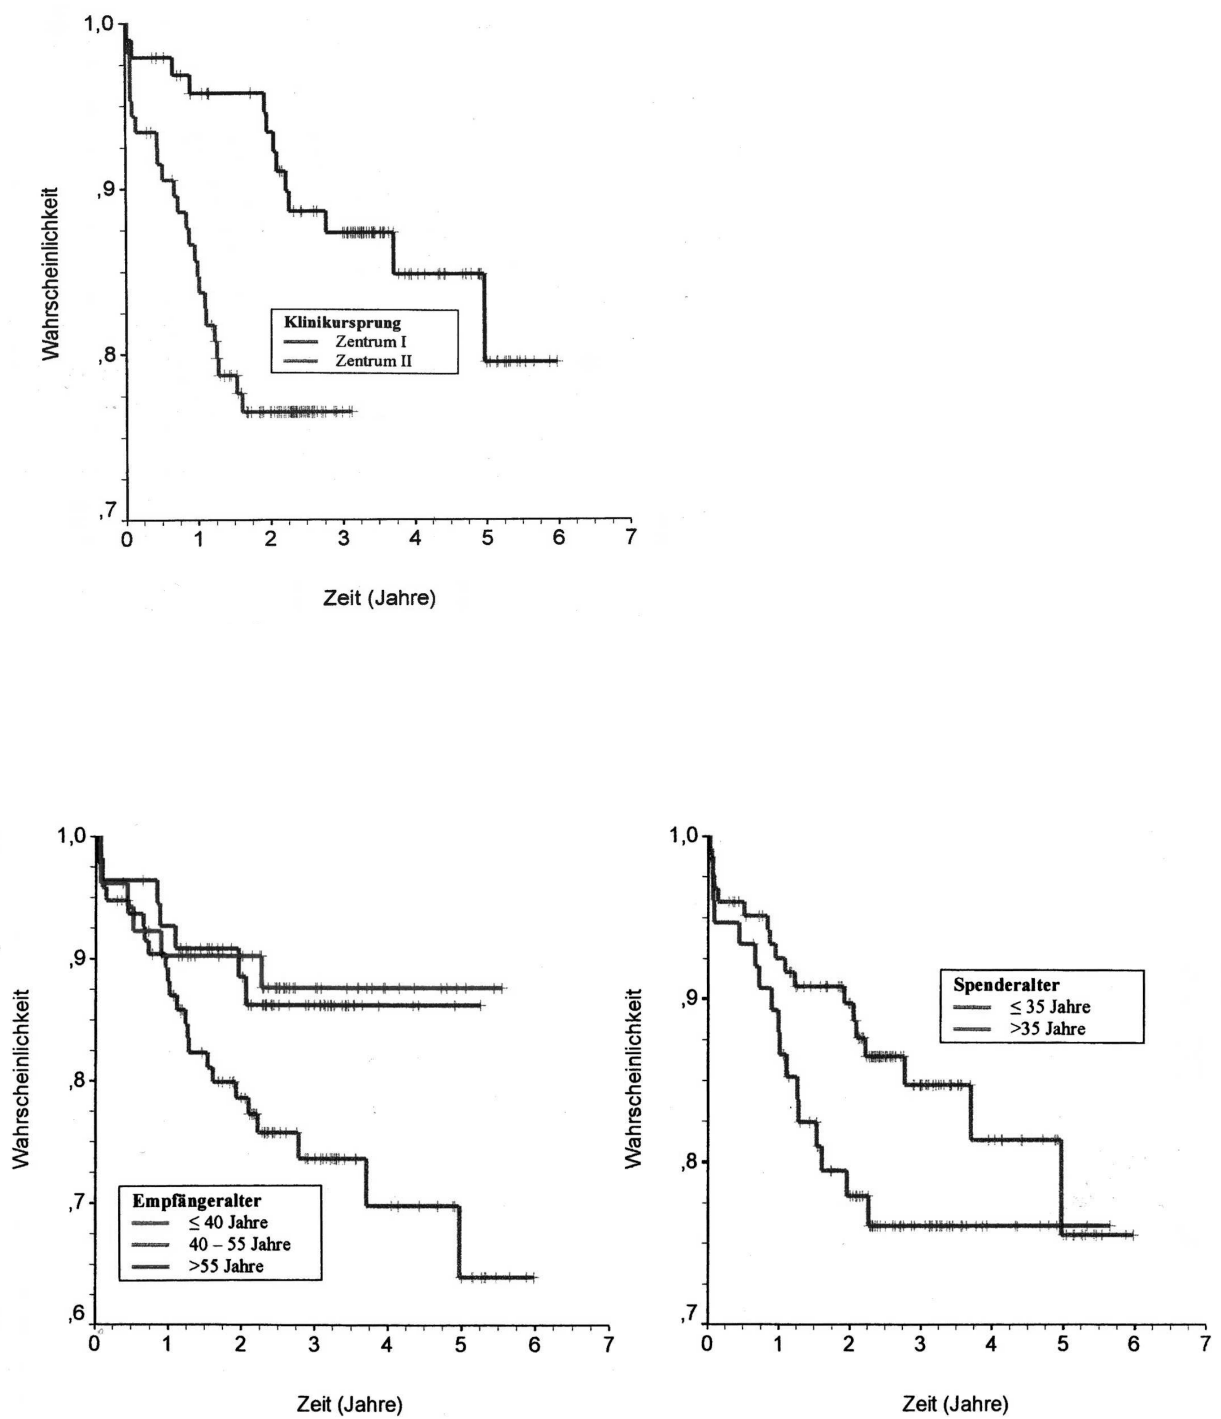 1,0
,9
,8
,7
Wahrscheinlichkeit
Klinikursprung
Zentrum I
Zentrum II
0 1 2 3 4 5 6 7
Zeit (Jahre)
1,0
,9
,8
,7
,6
Wahrscheinlichkeit
Empfängeralter
≤ 40 Jahre
40 – 55 Jahre
>55 Jahre
0 1 2 3 4 5 6 7
Zeit (Jahre)
1,0
,9
,8
,7
Wahrscheinlichkeit
Spenderalter
≤ 35 Jahre
>35 Jahre
0 1 2 3 4 5 6 7
Zeit (Jahre)